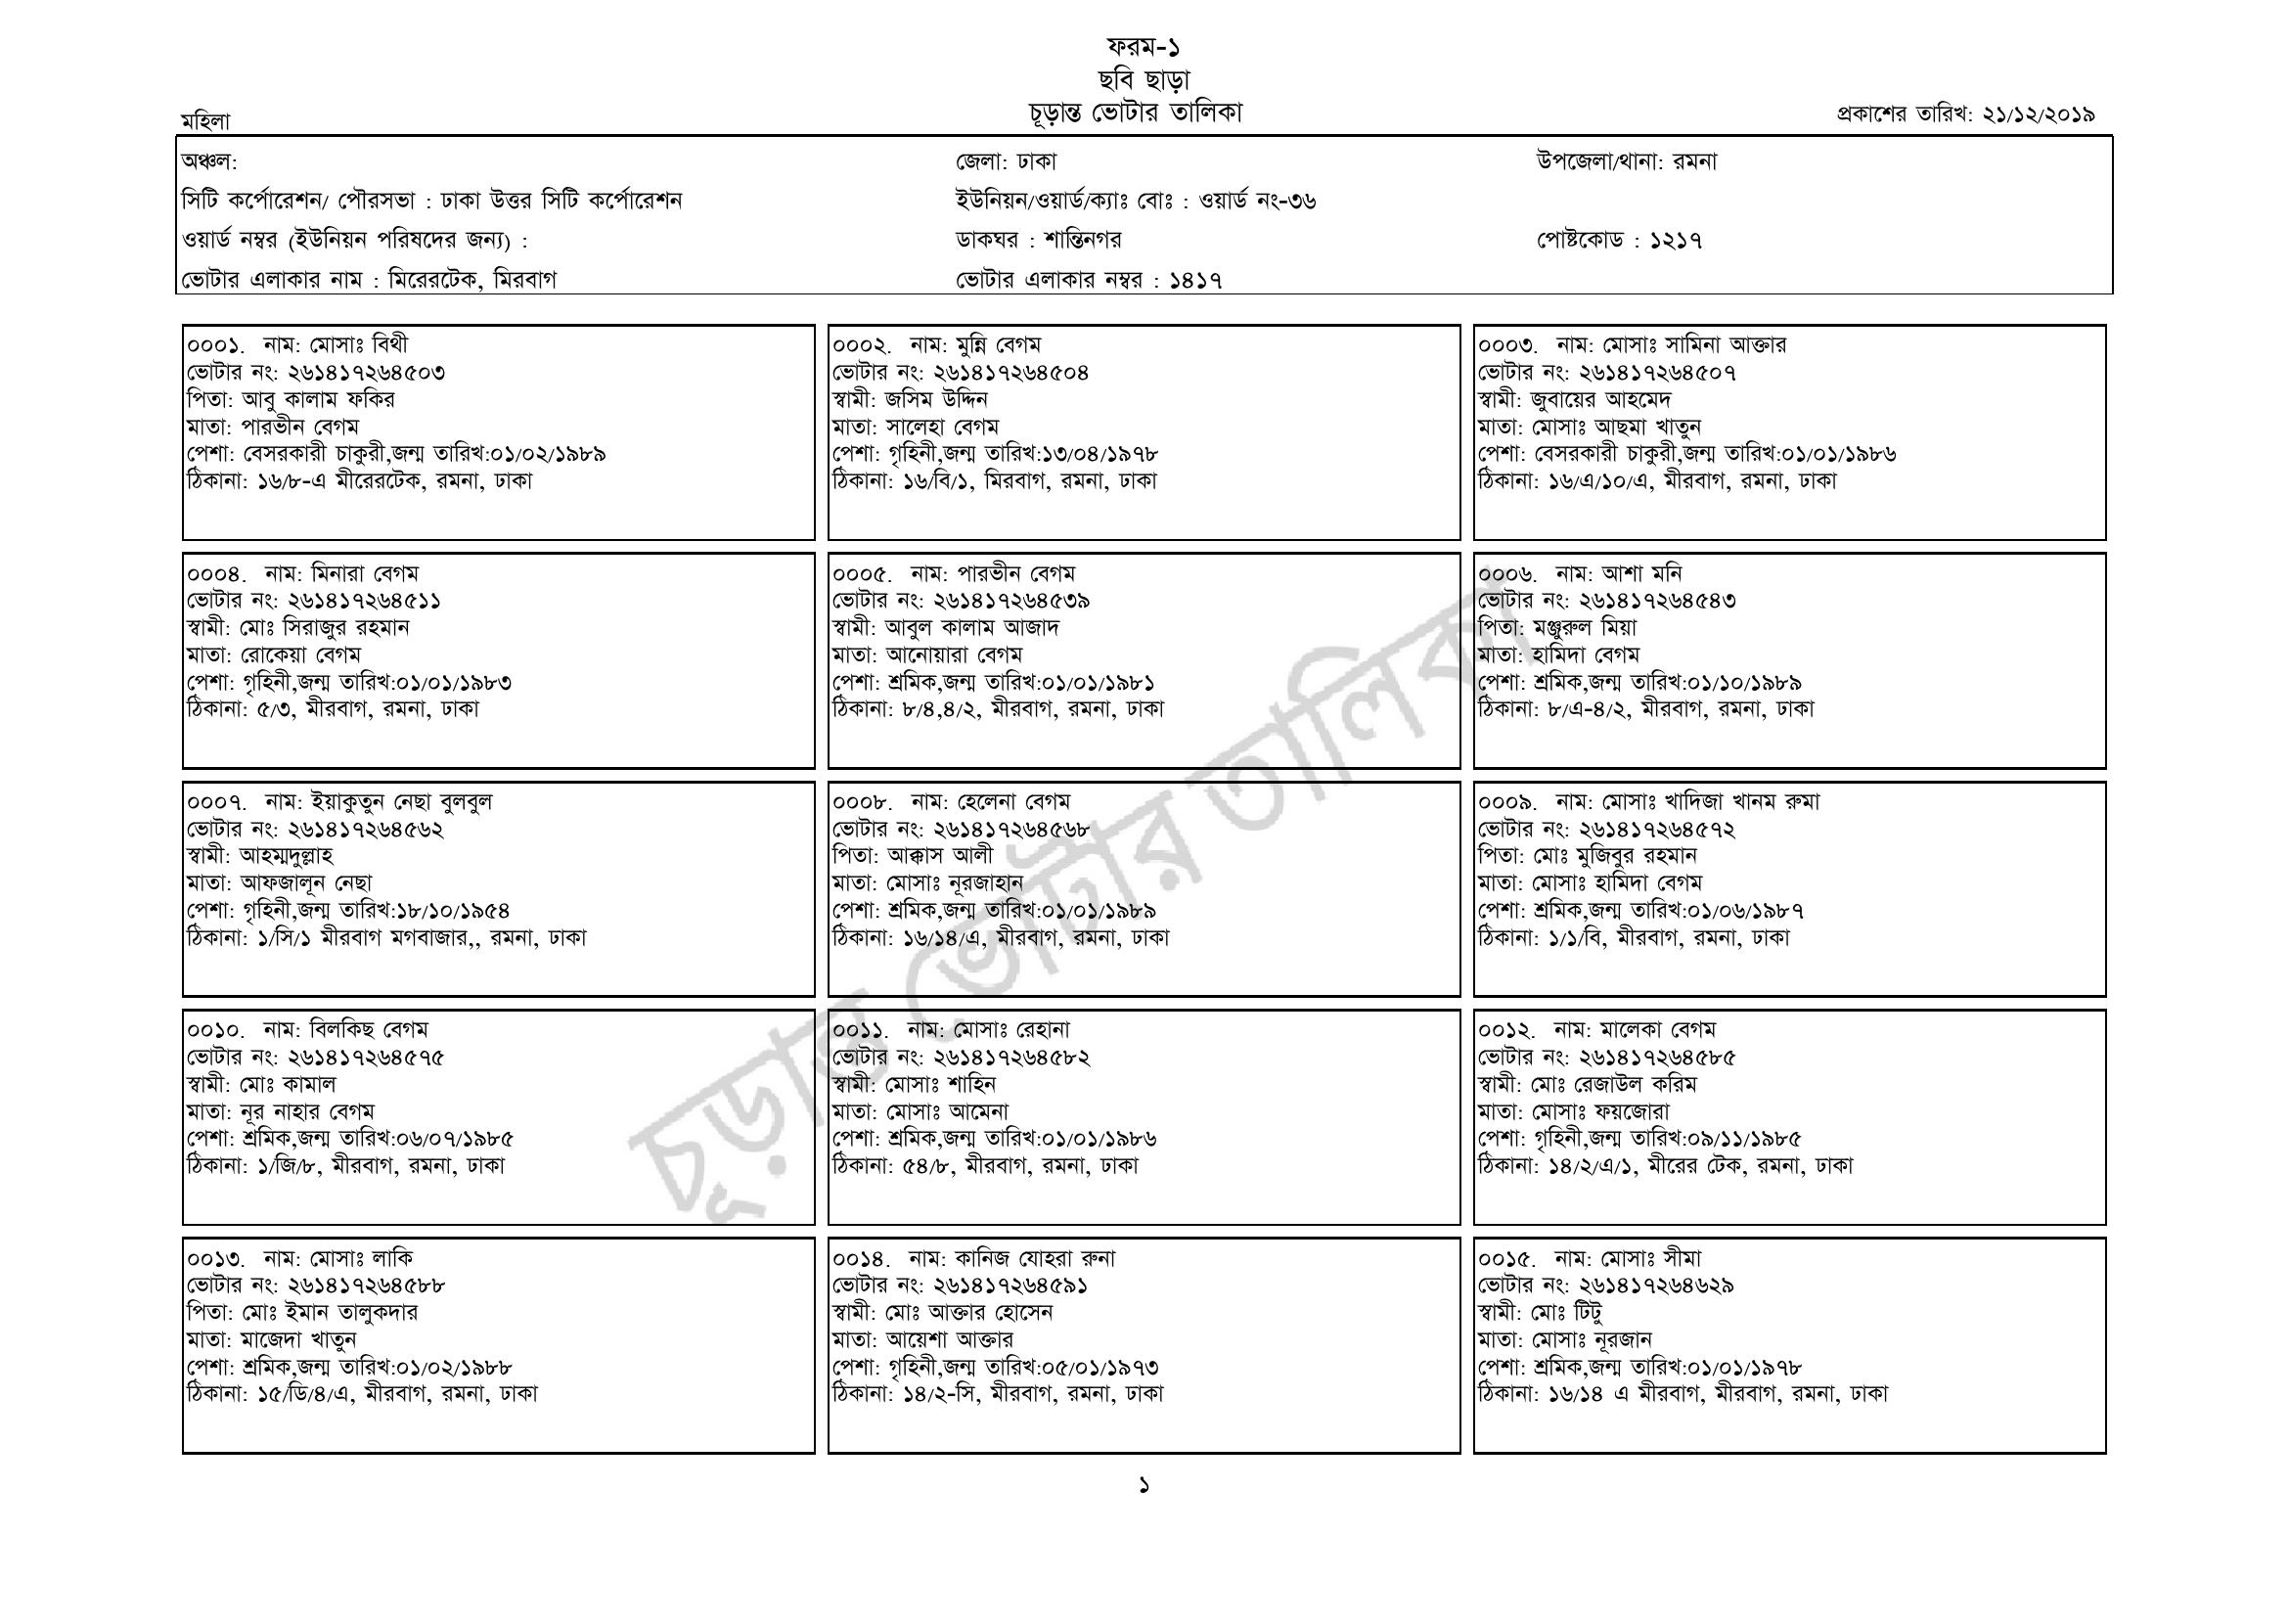 ফরম-১
ছবি ছাড়া
চূড়ান্ত ভোটার তালিকা
মহিলা
প্রকাশের তারিখ: ২১/১২/২০১৯
অঞ্চল:
জেলা: ঢাকা
উপজেলা/থানা: রমনা
সিটি কর্পোরেশন/ পৌরসভা : ঢাকা উত্তর সিটি কর্পোরেশন
ইউনিয়ন/ওয়ার্ড/ক্যাঃ বোঃ : ওয়ার্ড নং-৩৬
ওয়ার্ড নম্বর (ইউনিয়ন পরিষদের জন্য) :
ডাকঘর : শান্তিনগর
পোষ্টকোড : ১২১৭
ভোটার এলাকার নাম : মিরেরটেক, মিরবাগ
ভোটার এলাকার নম্বর : ১৪১৭
০০০১. নাম: মোসাঃ বিথী
ভোটার নং: ২৬১৪১৭২৬৪৫০৩
পিতা: আবু কালাম ফকির
মাতা: পারভীন বেগম
পেশা: বেসরকারী চাকুরী,জন্ম তারিখ:০১/০২/১৯৮৯
ঠিকানা: ১৬/৮-এ মীরেরটেক, রমনা, ঢাকা
০০০২. নাম: মুন্নি বেগম
ভোটার নং: ২৬১৪১৭২৬৪৫০৪
স্বামী: জসিম উদ্দিন
মাতা: সালেহা বেগম
পেশা: গৃহিনী,জন্ম তারিখ:১৩/০৪/১৯৭৮
ঠিকানা: ১৬/বি/১, মিরবাগ, রমনা, ঢাকা
০০০৩. নাম: মোসাঃ সামিনা আক্তার
ভোটার নং: ২৬১৪১৭২৬৪৫০৭
স্বামী: জুবায়ের আহমেদ
মাতা: মোসাঃ আছমা খাতুন
পেশা: বেসরকারী চাকুরী,জন্ম তারিখ:০১/০১/১৯৮৬
ঠিকানা: ১৬/এ/১০/এ, মীরবাগ, রমনা, ঢাকা
০০০৪. নাম: মিনারা বেগম
ভোটার নং: ২৬১৪১৭২৬৪৫১১
স্বামী: মোঃ সিরাজুর রহমান
মাতা: রোকেয়া বেগম
পেশা: গৃহিনী,জন্ম তারিখ:০১/০১/১৯৮৩
ঠিকানা: ৫/৩, মীরবাগ, রমনা, ঢাকা
০০০৫. নাম: পারভীন বেগম
ভোটার নং: ২৬১৪১৭২৬৪৫৩৯
স্বামী: আবুল কালাম আজাদ
মাতা: আনোয়ারা বেগম
পেশা: শ্রমিক,জন্ম তারিখ:০১/০১/১৯৮১
ঠিকানা: ৮/৪,৪/২, মীরবাগ, রমনা, ঢাকা
০০০৬. নাম: আশা মনি
ভোটার নং: ২৬১৪১৭২৬৪৫৪৩
পিতা: মঞ্জুরুল মিয়া
মাতা: হামিদা বেগম
পেশা: শ্রমিক,জন্ম তারিখ:০১/১০/১৯৮৯
ঠিকানা: ৮/এ-৪/২, মীরবাগ, রমনা, ঢাকা
০০০৭. নাম: ইয়াকুতুন নেছা বুলবুল
ভোটার নং: ২৬১৪১৭২৬৪৫৬২
স্বামী: আহম্মদুল্লাহ
মাতা: আফজালূন নেছা
পেশা: গৃহিনী,জন্ম তারিখ:১৮/১০/১৯৫৪
ঠিকানা: ১/সি/১ মীরবাগ মগবাজার,, রমনা, ঢাকা
০০০৮. নাম: হেলেনা বেগম
ভোটার নং: ২৬১৪১৭২৬৪৫৬৮
পিতা: আক্কাস আলী
মাতা: মোসাঃ নূরজাহান
পেশা: শ্রমিক,জন্ম তারিখ:০১/০১/১৯৮৯
ঠিকানা: ১৬/১৪/এ, মীরবাগ, রমনা, ঢাকা
০০০৯. নাম: মোসাঃ খাদিজা খানম রুমা
ভোটার নং: ২৬১৪১৭২৬৪৫৭২
পিতা: মোঃ মুজিবুর রহমান
মাতা: মোসাঃ হামিদা বেগম
পেশা: শ্রমিক,জন্ম তারিখ:০১/০৬/১৯৮৭
ঠিকানা: ১/১/বি, মীরবাগ, রমনা, ঢাকা
০০১০. নাম: বিলকিছ বেগম
ভোটার নং: ২৬১৪১৭২৬৪৫৭৫
স্বামী: মোঃ কামাল
মাতা: নূর নাহার বেগম
পেশা: শ্রমিক,জন্ম তারিখ:০৬/০৭/১৯৮৫
ঠিকানা: ১/জি/৮, মীরবাগ, রমনা, ঢাকা
০০১১. নাম: মোসাঃ রেহানা
ভোটার নং: ২৬১৪১৭২৬৪৫৮২
স্বামী: মোসাঃ শাহিন
মাতা: মোসাঃ আমেনা
পেশা: শ্রমিক,জন্ম তারিখ:০১/০১/১৯৮৬
ঠিকানা: ৫৪/৮, মীরবাগ, রমনা, ঢাকা
০০১২. নাম: মালেকা বেগম
ভোটার নং: ২৬১৪১৭২৬৪৫৮৫
স্বামী: মোঃ রেজাউল করিম
মাতা: মোসাঃ ফয়জোরা
পেশা: গৃহিনী,জন্ম তারিখ:০৯/১১/১৯৮৫
ঠিকানা: ১৪/২/এ/১, মীরের টেক, রমনা, ঢাকা
০০১৩. নাম: মোসাঃ লাকি
ভোটার নং: ২৬১৪১৭২৬৪৫৮৮
পিতা: মোঃ ইমান তালুকদার
মাতা: মাজেদা খাতুন
পেশা: শ্রমিক,জন্ম তারিখ:০১/০২/১৯৮৮
ঠিকানা: ১৫/ডি/৪/এ, মীরবাগ, রমনা, ঢাকা
০০১৪. নাম: কানিজ যোহরা রুনা
ভোটার নং: ২৬১৪১৭২৬৪৫৯১
স্বামী: মোঃ আক্তার হোসেন
মাতা: আয়েশা আক্তার
পেশা: গৃহিনী,জন্ম তারিখ:০৫/০১/১৯৭৩
ঠিকানা: ১৪/২-সি, মীরবাগ, রমনা, ঢাকা
০০১৫. নাম: মোসাঃ সীমা
ভোটার নং: ২৬১৪১৭২৬৪৬২৯
স্বামী: মোঃ টিটু
মাতা: মোসাঃ নূরজান
পেশা: শ্রমিক,জন্ম তারিখ:০১/০১/১৯৭৮
ঠিকানা: ১৬/১৪ এ মীরবাগ, মীরবাগ, রমনা, ঢাকা
চূড়ান্ত ভোটার তালিকা
১